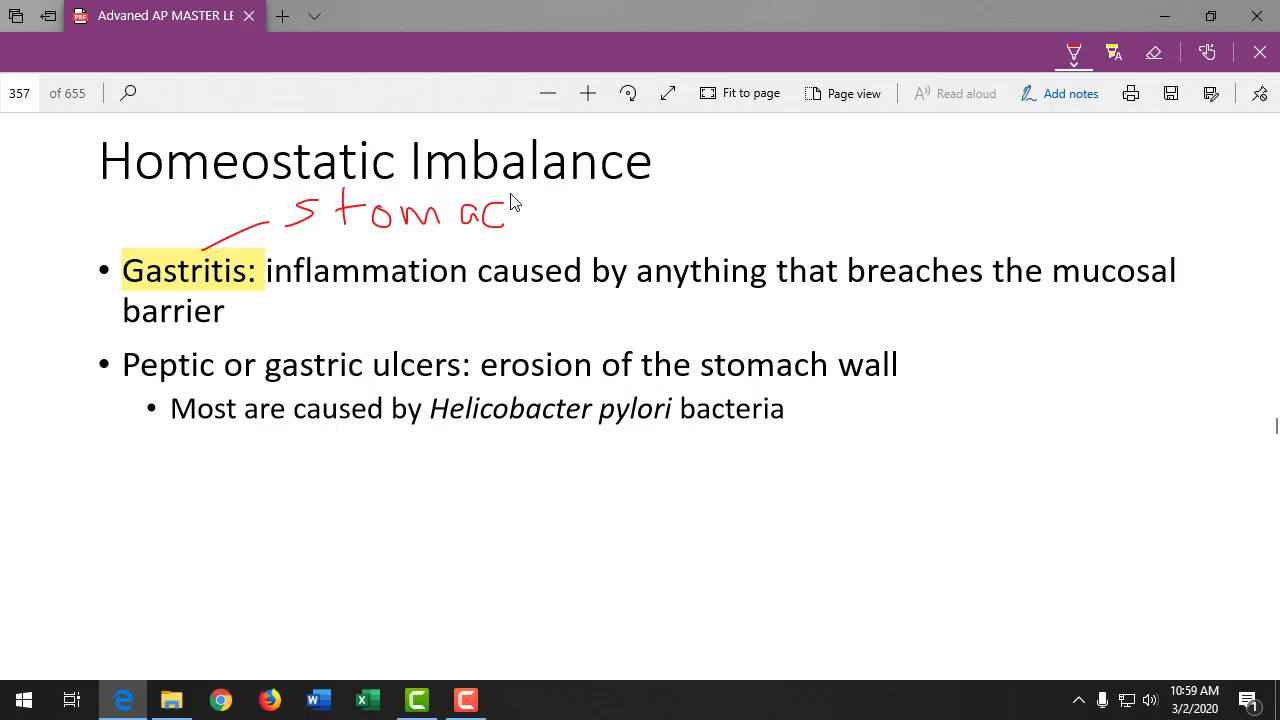 Advaned AP MASTER LE
357 of 655
Fit to page
Page view
Read aloud
Add notes
Homeostatic Imbalance
stomac
• Gastritis: inflammation caused by anything that breaches the mucosal
barrier
• Peptic or gastric ulcers: erosion of the stomach wall
• Most are caused by Helicobacter pylori bacteria
10:59 AM
3/2/2020
1